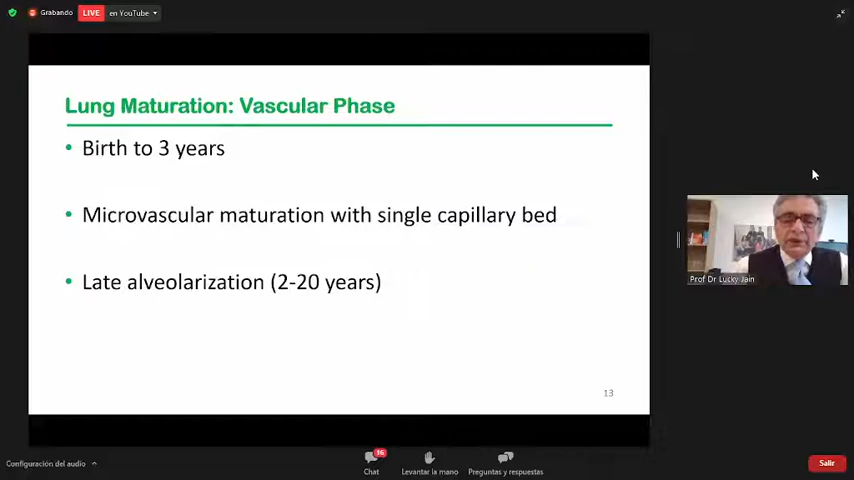 Grabando
LIVE
en YouTube
Lung Maturation: Vascular Phase
• Birth to 3 years
• Microvascular maturation with single capillary bed
• Late alveolarization (2-20 years)
13
Prof Dr Lucky Jain
Configuración del audio
16
Chat
Levantar la mano
Preguntas y respuestas
Salir